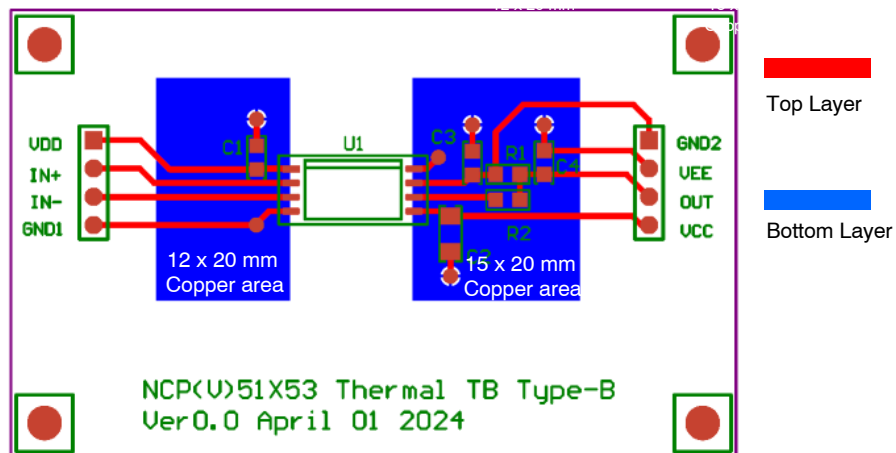 VDD
IN+
IN-
GND1
C1
U1
C3
R1
C4
R2
GND2
VEE
OUT
VCC
12 x 20 mm
Copper area
15 x 20 mm
Copper area
NCP(V)51X53 Thermal TB Type-B
Ver0.0 April 01 2024
Top Layer
Bottom Layer